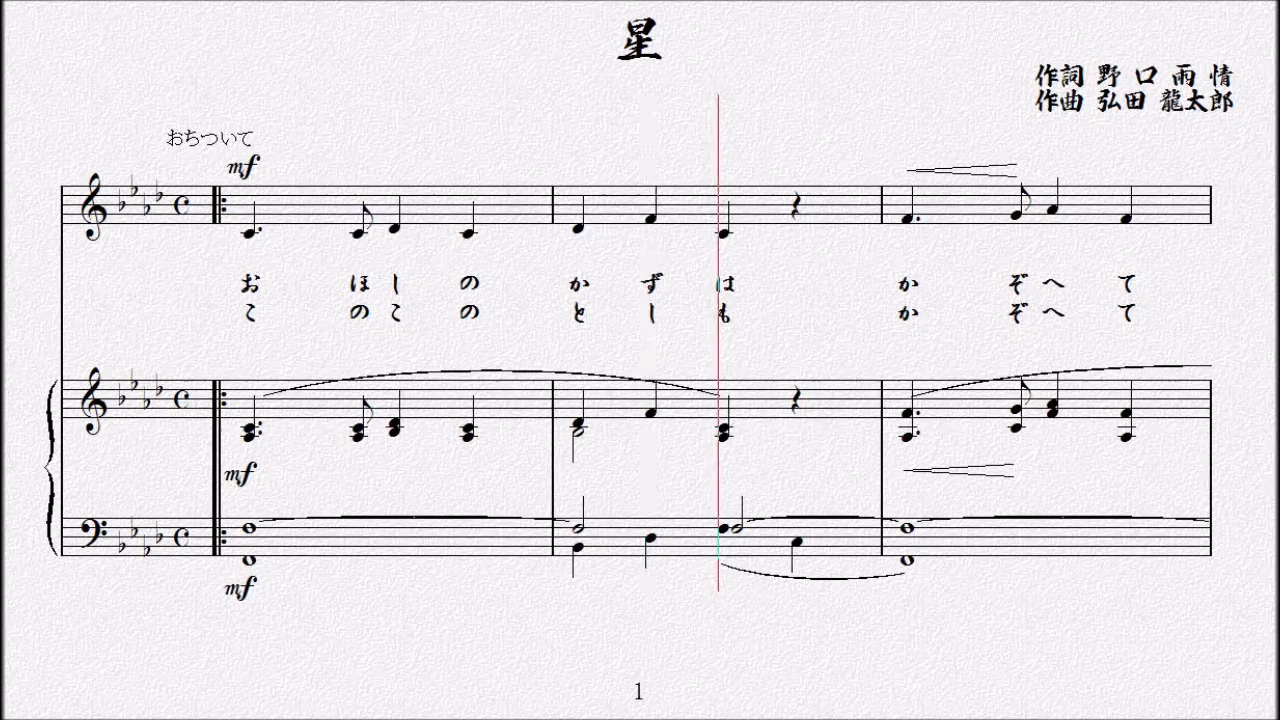 星
作詞 野口雨情
作曲 弘田 龍太郎
おちついて
mf
おほしの かずは かぞへて
このこの としも かぞへて
mf
mf
1